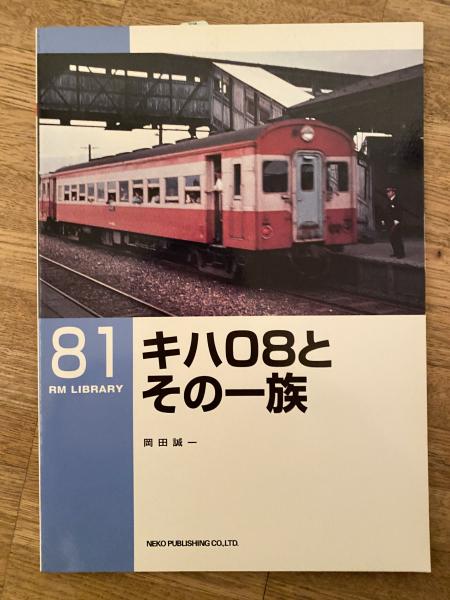 81
RM LIBRARY
キハ08と
その一族
岡田誠一
NEKO PUBLISHING CO.,LTD.